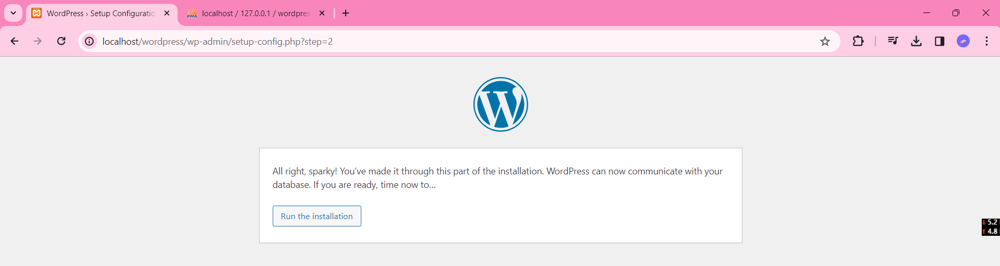 WordPress › Setup Configuratio
localhost / 127.0.0.1 / wordpres
localhost/wordpress/wp-admin/setup-config.php?step=2
All right, sparky! You’ve made it through this part of the installation. WordPress can now communicate with your
database. If you are ready, time now to…
Run the installation
5.2
4.8